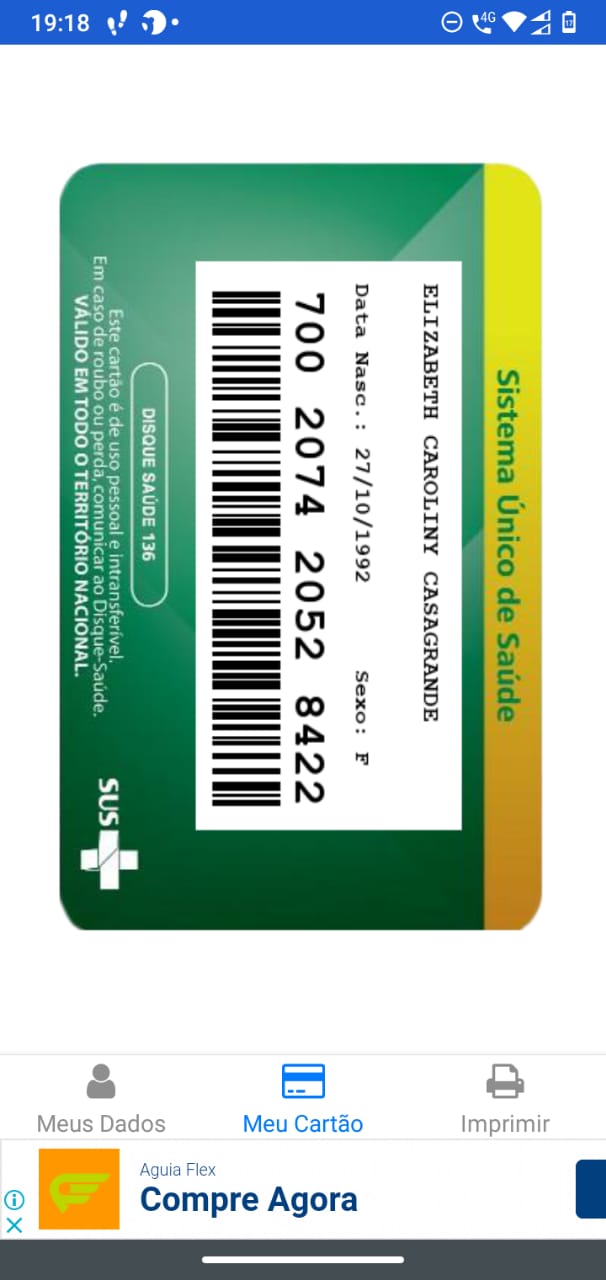 19:18
4G
17
Sistema Único de Saúde
ELIZABETH CAROLINY CASAGRANDE
Data Nasc.: 27/10/1992 Sexo: F
700 2074 2052 8422
DISQUE SAÚDE 136
Este cartão é de uso pessoal e intransferível.
Em caso de roubo ou perda, comunicar ao Disque-Saúde.
VÁLIDO EM TODO O TERRITÓRIO NACIONAL.
SUS
Meus Dados
Meu Cartão
Imprimir
Aguia Flex
Compre Agora